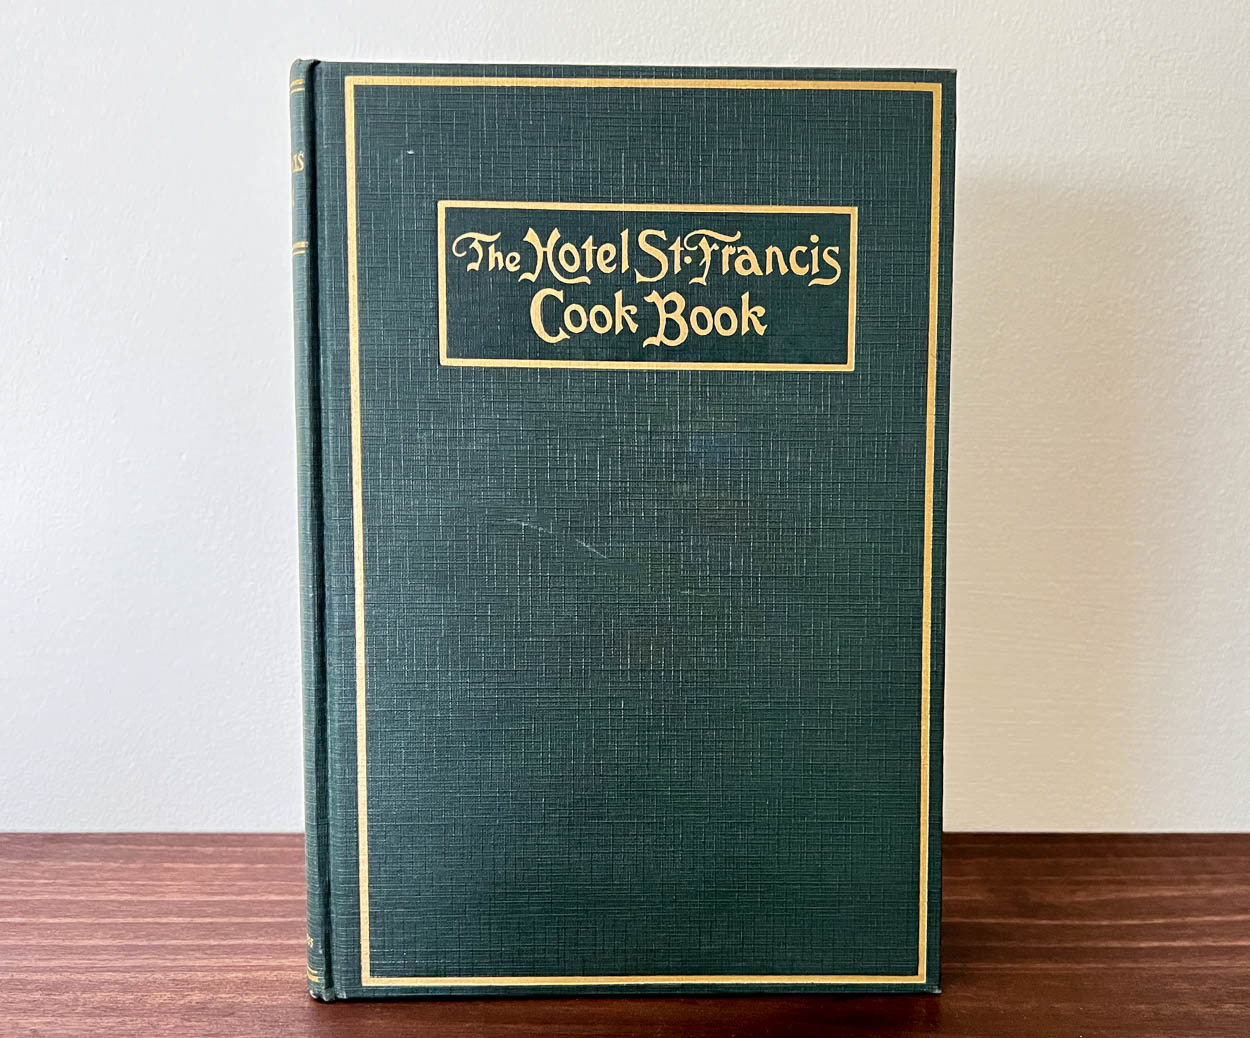 The Hotel St. Francis
Cook Book